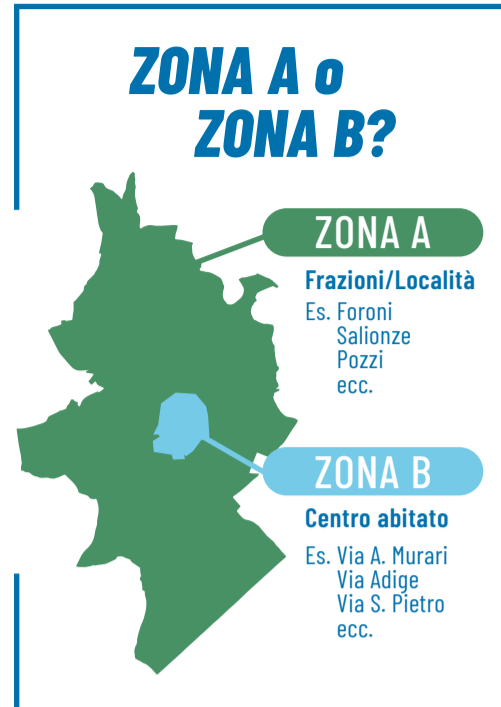 ZONA A o
ZONA B?
ZONA A
Frazioni/Località
Es. Foroni
Salionze
Pozzi
ecc.
ZONA B
Centro abitato
Es. Via A. Murari
Via Adige
Via S. Pietro
ecc.